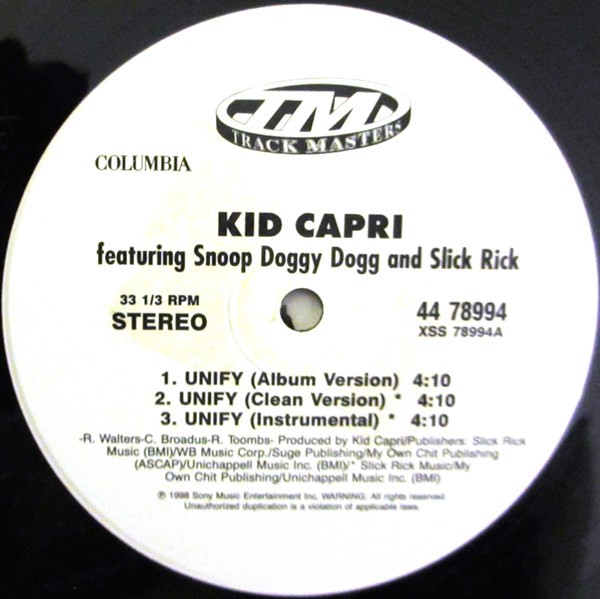 TM
TRACK MASTERS
COLUMBIA
KID CAPRI
featuring Snoop Doggy Dogg and Slick Rick
33 1/3 RPM
STEREO
44 78994
XSS 78994A
1. UNIFY (Album Version) 4:10
2. UNIFY (Clean Version) * 4:10
3. UNIFY (Instrumental) * 4:10
-R. Walters-C. Broadus-R. Toombs- Produced by Kid Capri/Publishers: Slick Rick
Music (BMI)/WB Music Corp./Suge Publishing/My Own Chit Publishing
(ASCAP)/Unichappell Music Inc. (BMI)/* Slick Rick Music/My
Own Chit Publishing/Unichappell Music Inc. (BMI)
℗ 1998 Sony Music Entertainment Inc. WARNING: All rights reserved.
Unauthorized duplication is a violation of applicable laws.